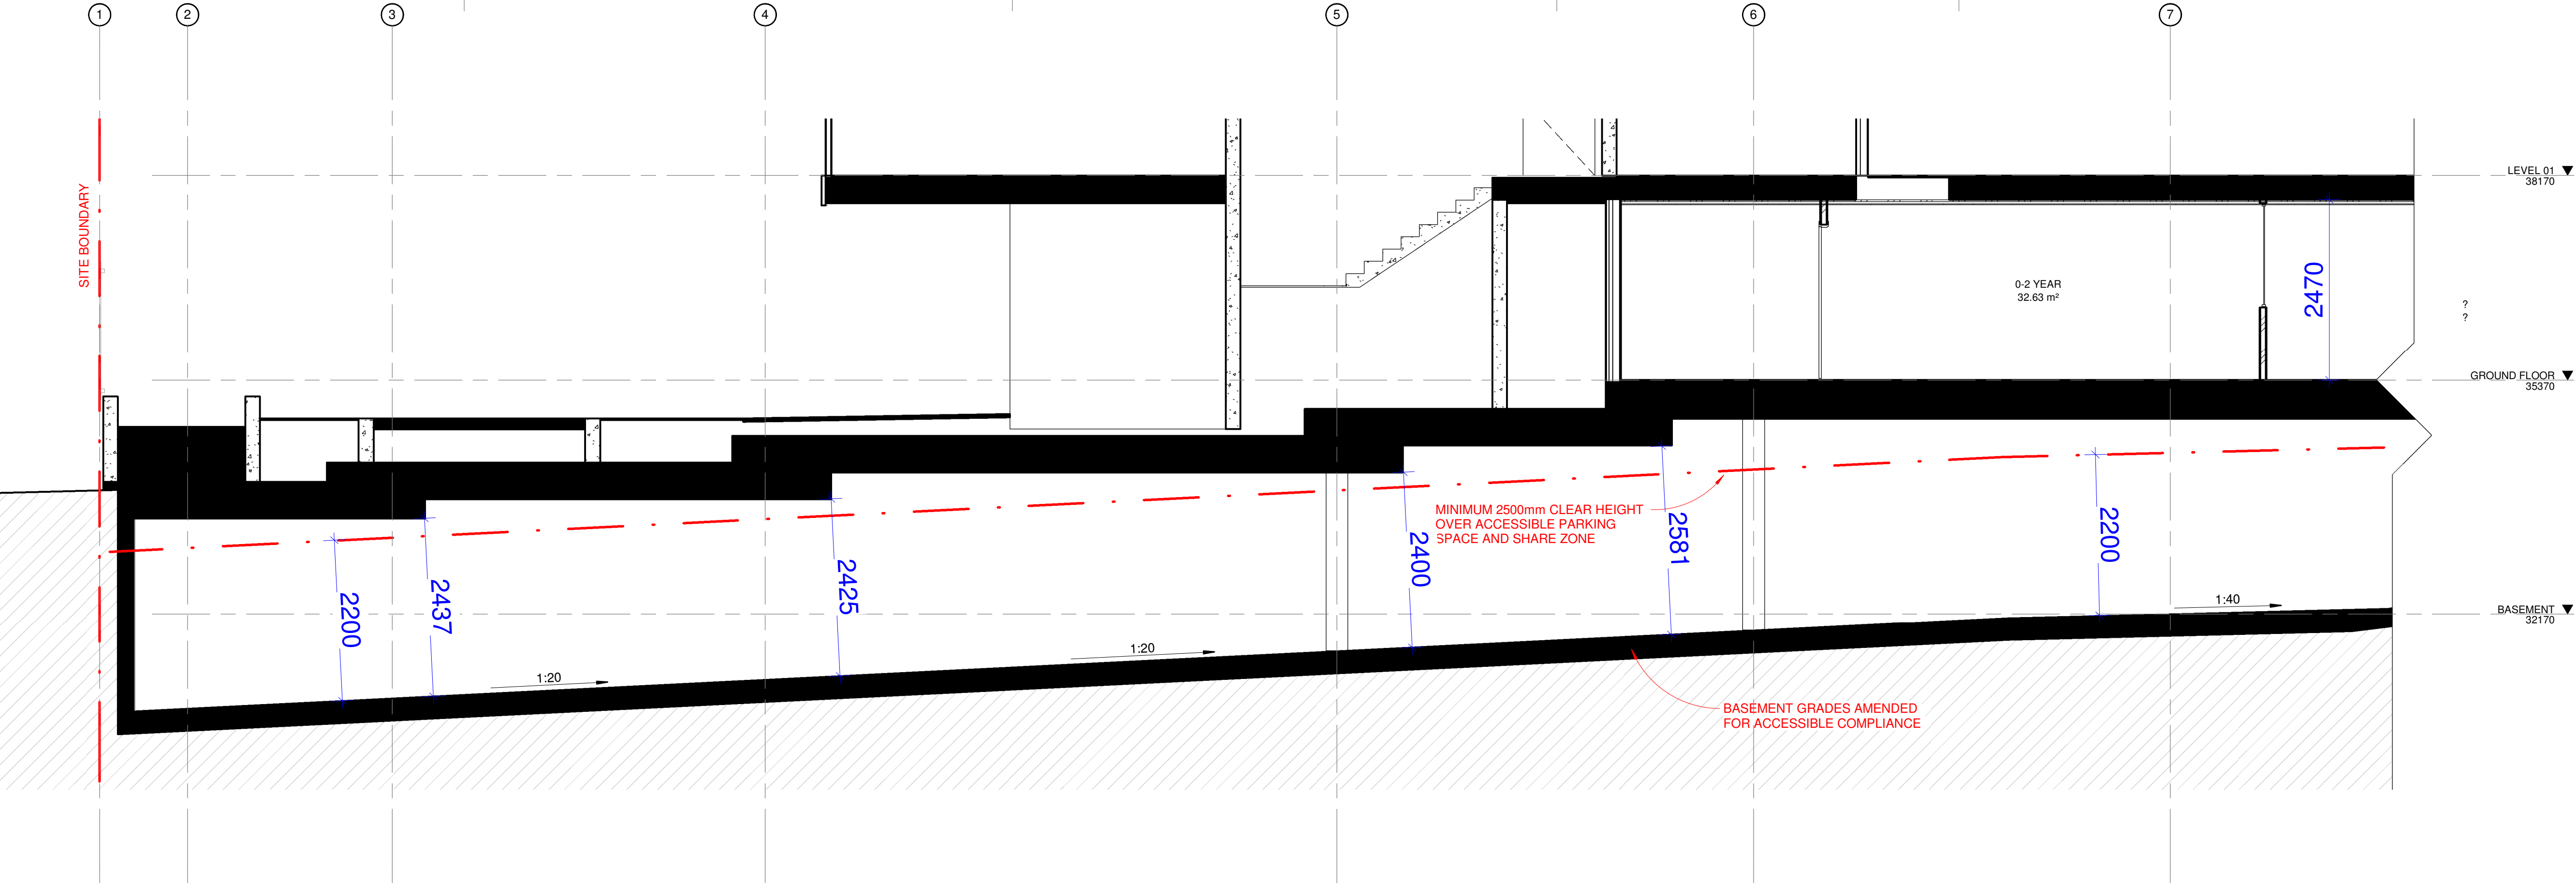 1
2
3
4
5
6
7
SITE BOUNDARY
LEVEL 01
38170
0-2 YEAR
32.63 m²
2470
?
?
GROUND FLOOR
35370
MINIMUM 2500mm CLEAR HEIGHT
OVER ACCESSIBLE PARKING
SPACE AND SHARE ZONE
2200
2437
2425
2400
2581
2200
1:20
1:20
1:40
BASEMENT
32170
BASEMENT GRADES AMENDED
FOR ACCESSIBLE COMPLIANCE